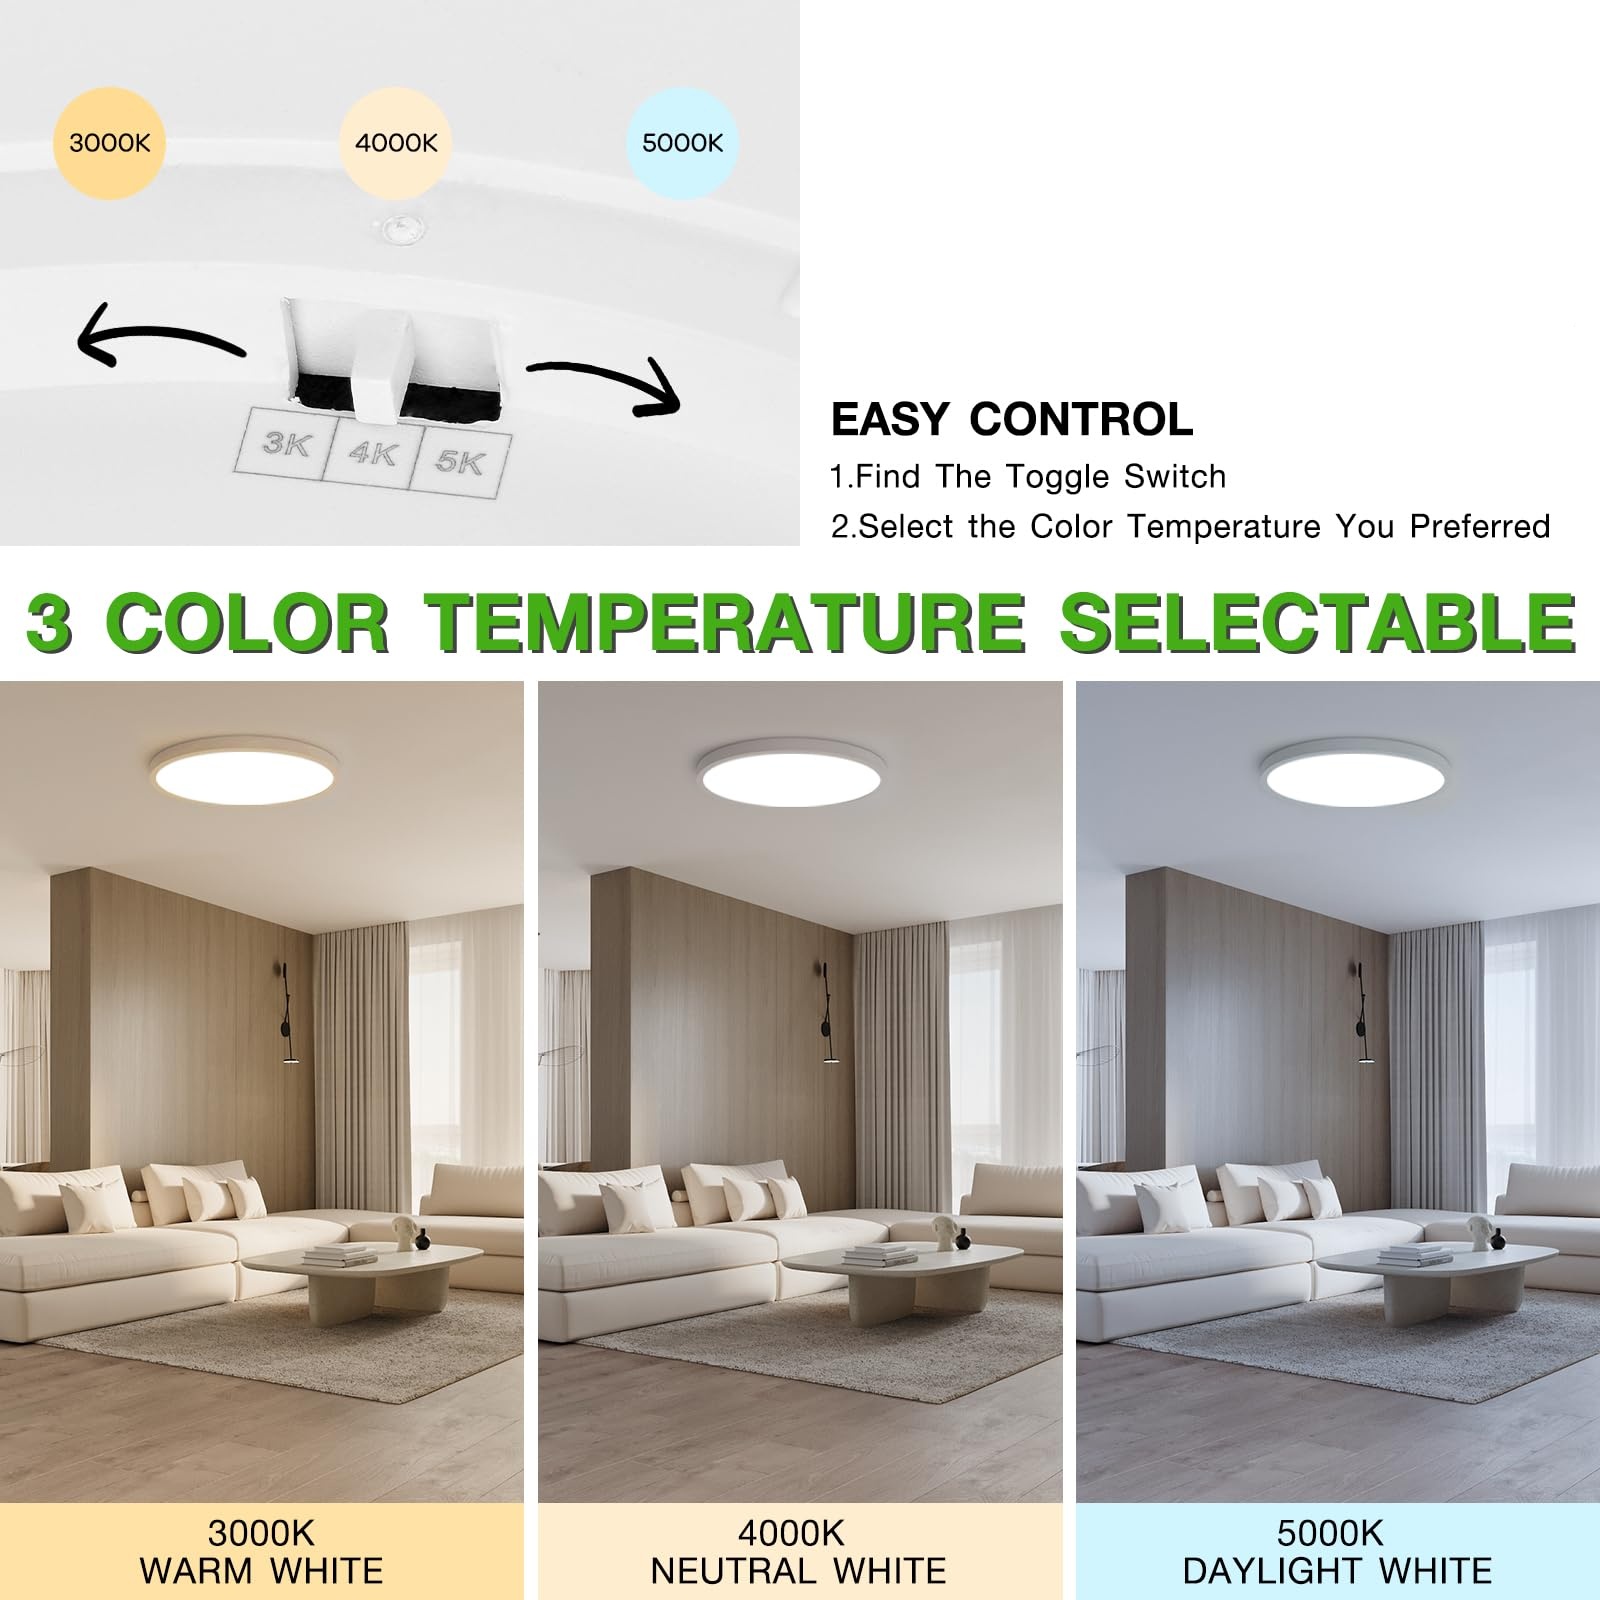 3000K
4000K
5000K
3K 4K 5K
EASY CONTROL
1.Find The Toggle Switch
2.Select the Color Temperature You Preferred
3 COLOR TEMPERATURE SELECTABLE
3000K
WARM WHITE
4000K
NEUTRAL WHITE
5000K
DAYLIGHT WHITE